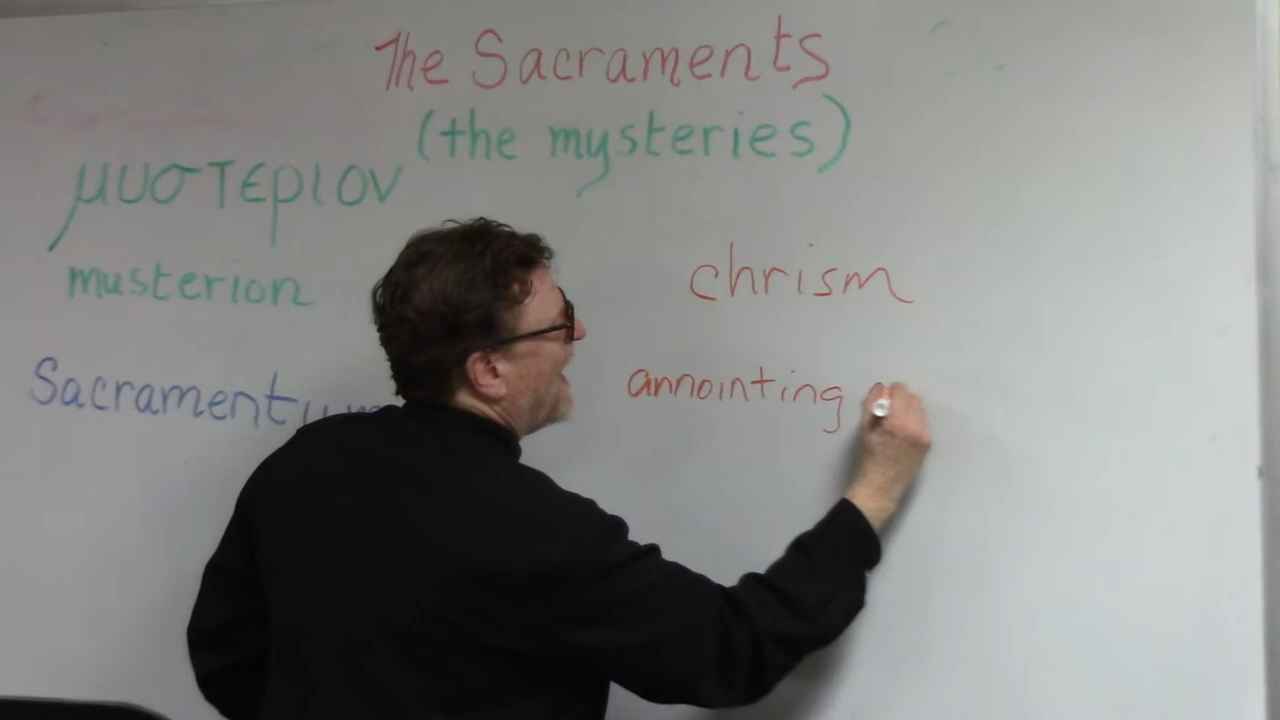 The Sacraments
(the mysteries)
μυστεριον
musterion
Sacramentum
chrism
annointing